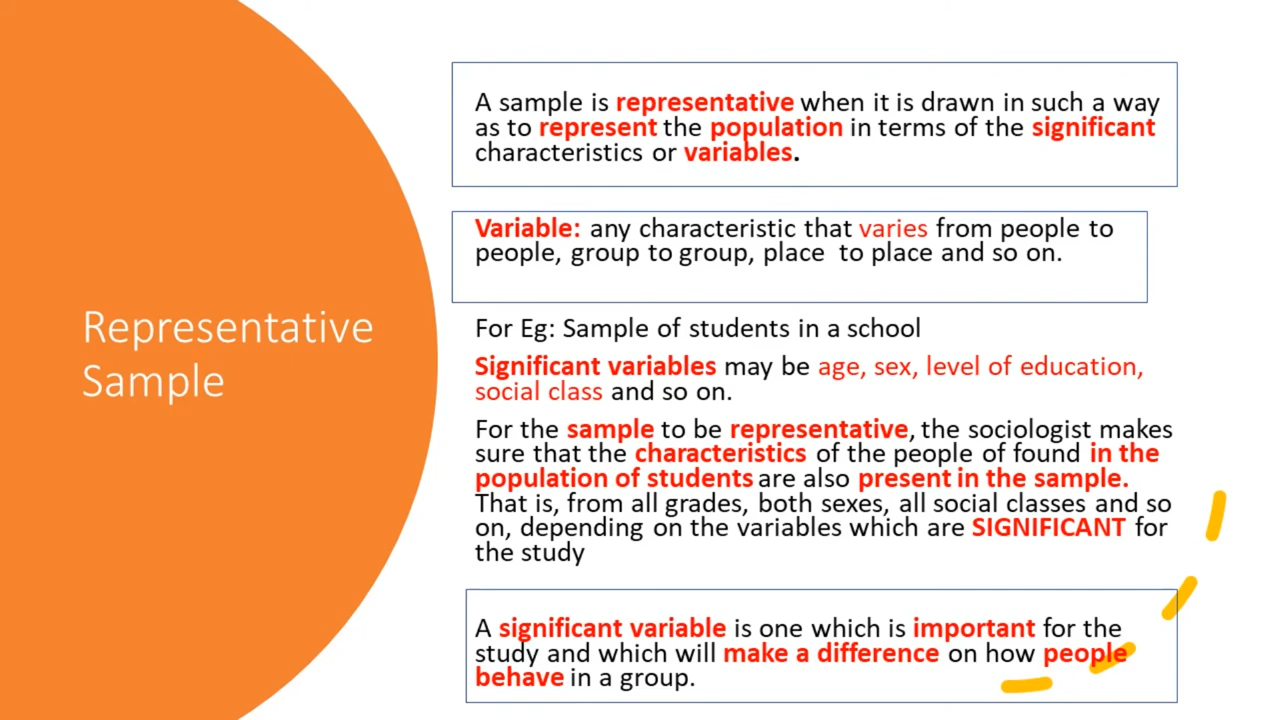 Representative
Sample
A sample is representative when it is drawn in such a way
as to represent the population in terms of the significant
characteristics or variables.
Variable: any characteristic that varies from people to
people, group to group, place  to place and so on.
For Eg: Sample of students in a school
Significant variables may be age, sex, level of education,
social class and so on.
For the sample to be representative, the sociologist makes
sure that the characteristics of the people of found in the
population of students are also present in the sample.
That is, from all grades, both sexes, all social classes and so
on, depending on the variables which are SIGNIFICANT for
the study
A significant variable is one which is important for the
study and which will make a difference on how people
behave in a group.